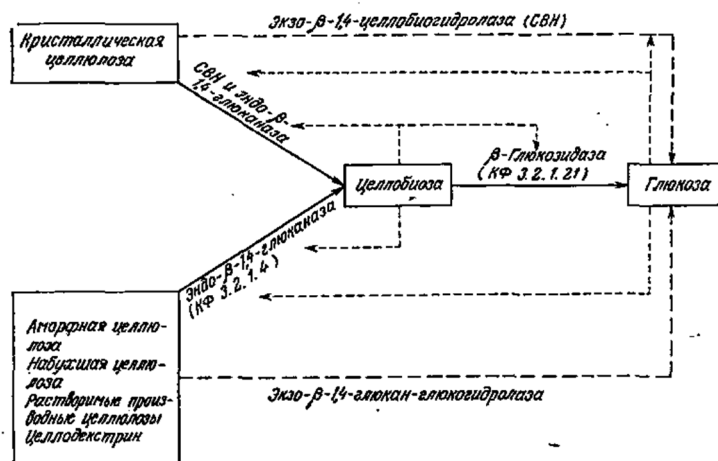 Экзо-β-1,4-целлобиогидролаза (СВН)
Кристаллическая
целлюлоза
СВН и эндо-β-
1,4-глюканаза
β-Глюкозидаза
(КФ 3.2.1.21)
Целлобиоза
Глюкоза
Эндо-β-1,4-глюканаза
(КФ 3.2.1.4)
Аморфная целлю-
лоза
Набухшая целлю-
лоза
Растворимые произ-
водные целлюлозы
Целлодекстрин
Экзо-β-1,4-глюкан-глюкогидролаза